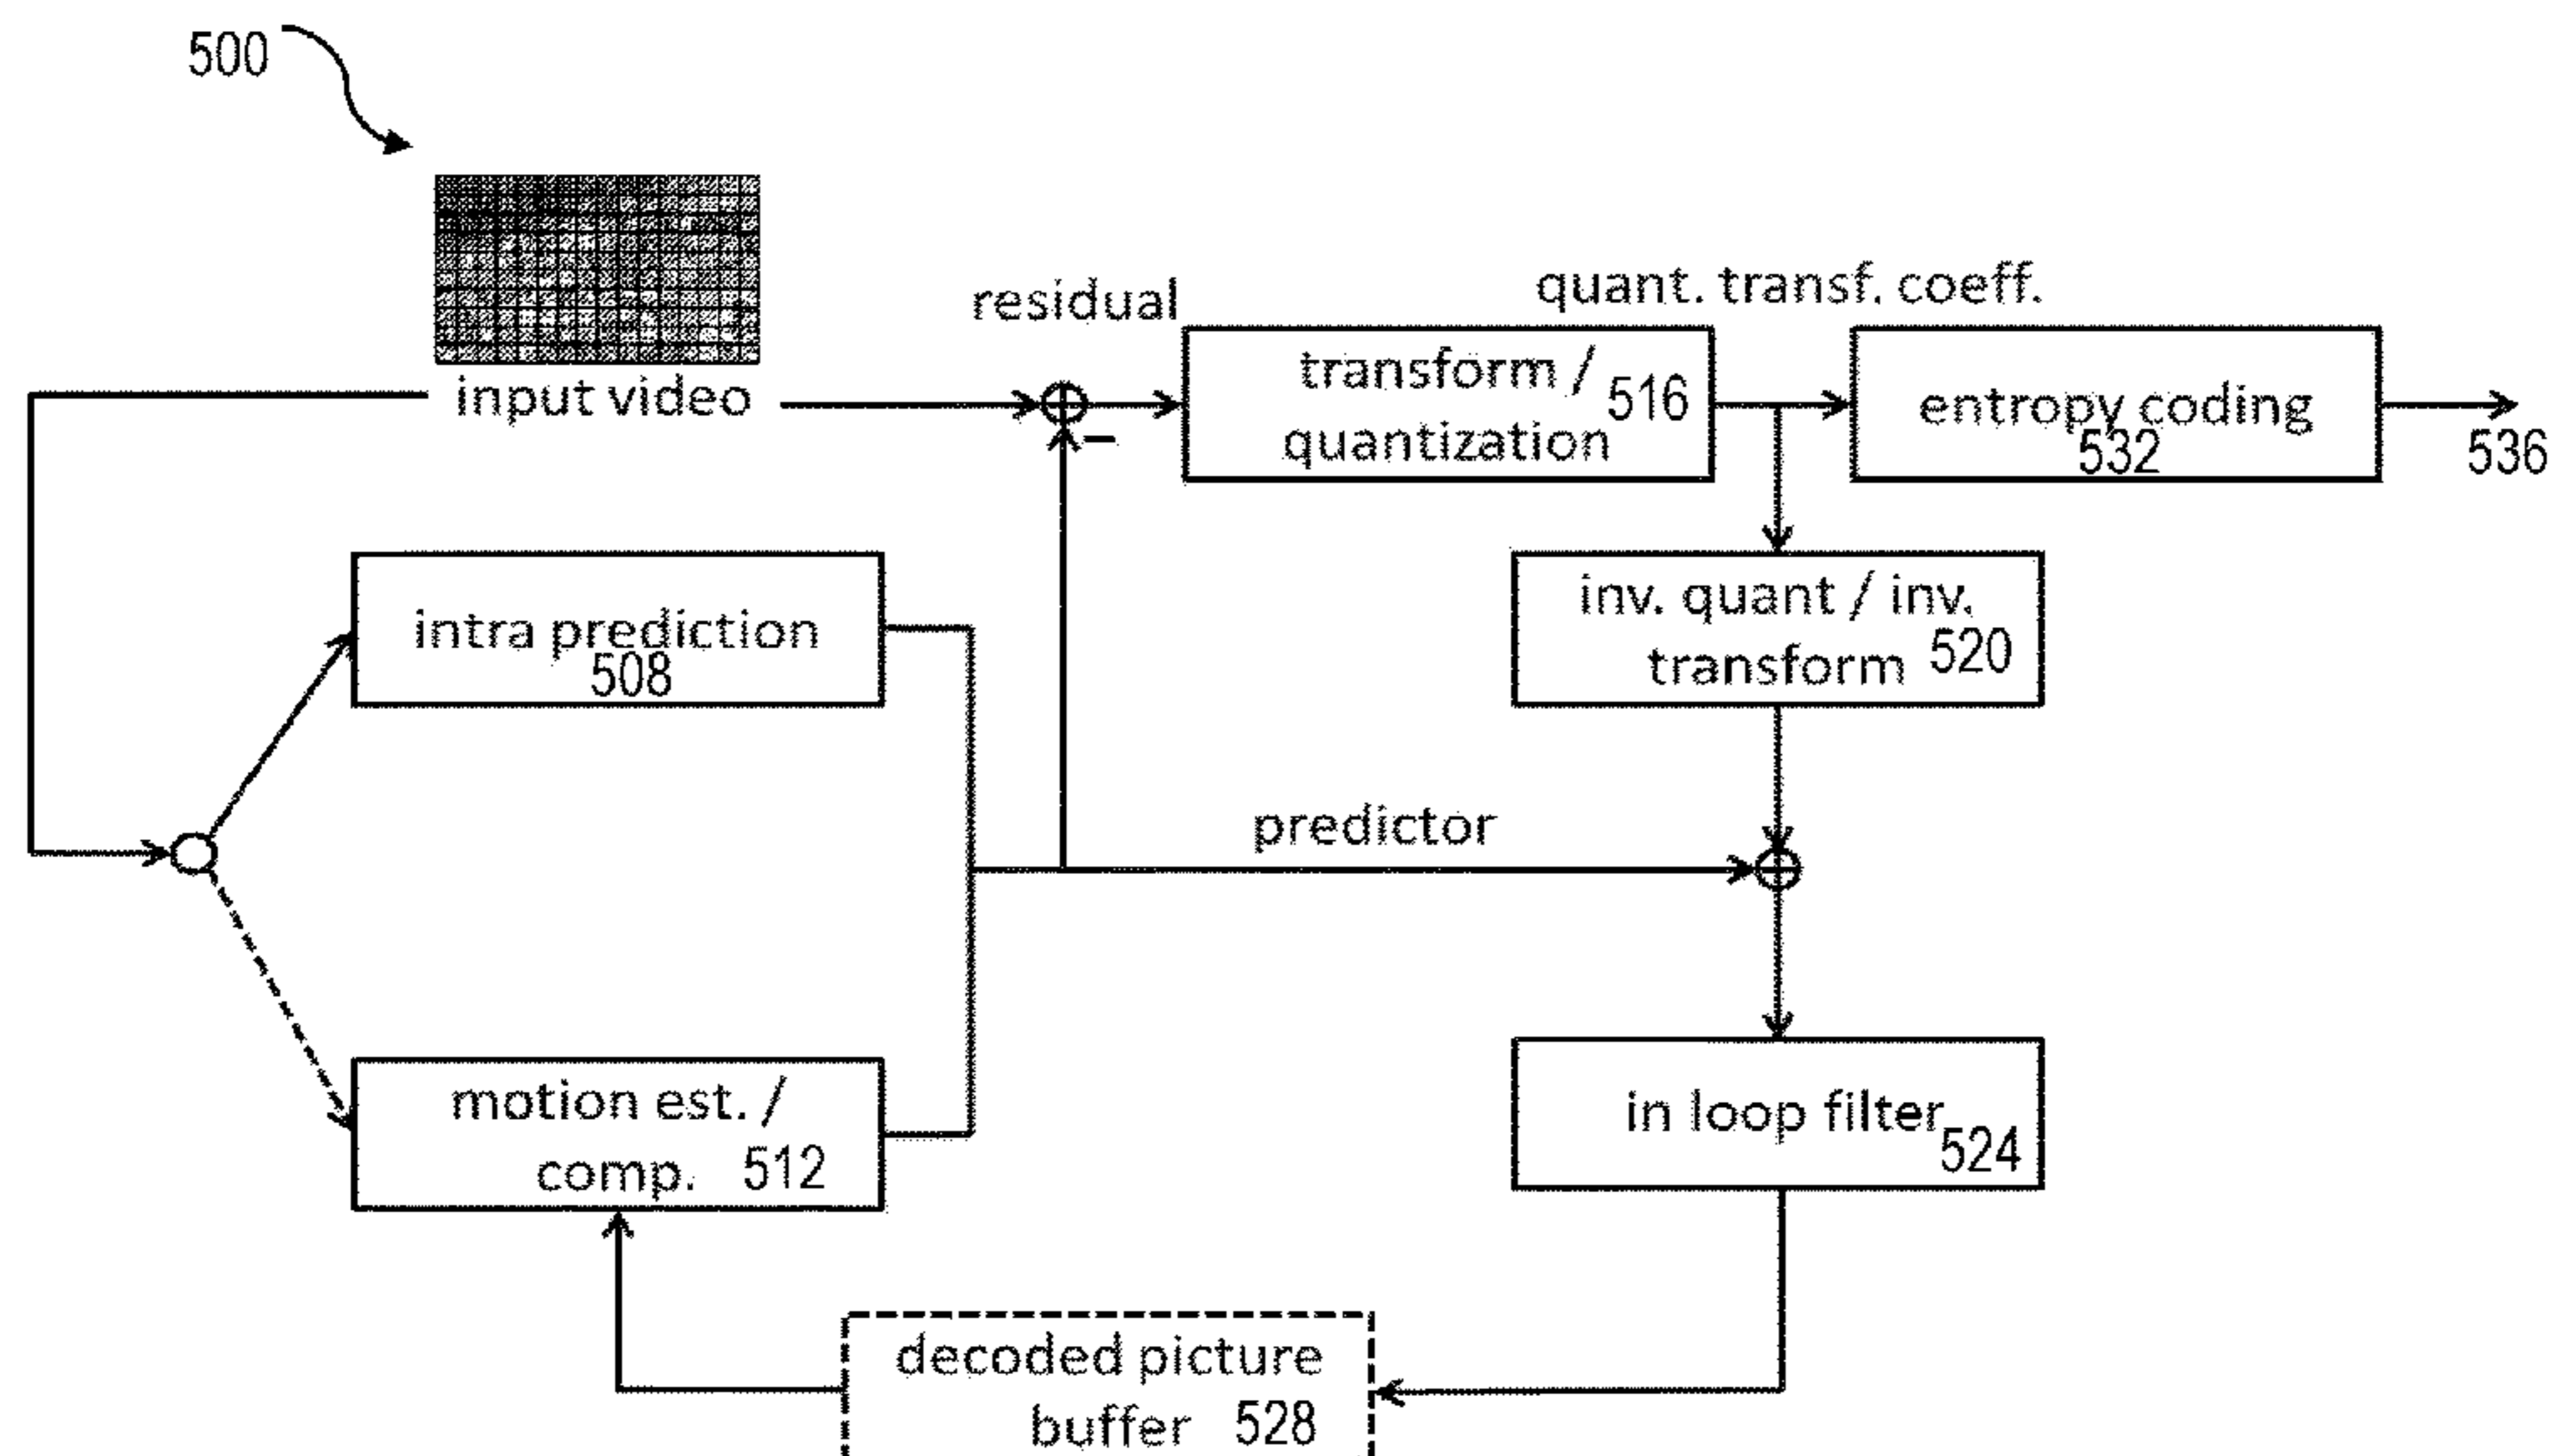 500
input video
residual
quant. transf. coeff.
transform /
quantization
516
entropy coding
532
536
intra prediction
508
inv. quant / inv.
transform 520
predictor
motion est. /
comp. 512
in loop filter
524
decoded picture
buffer 528